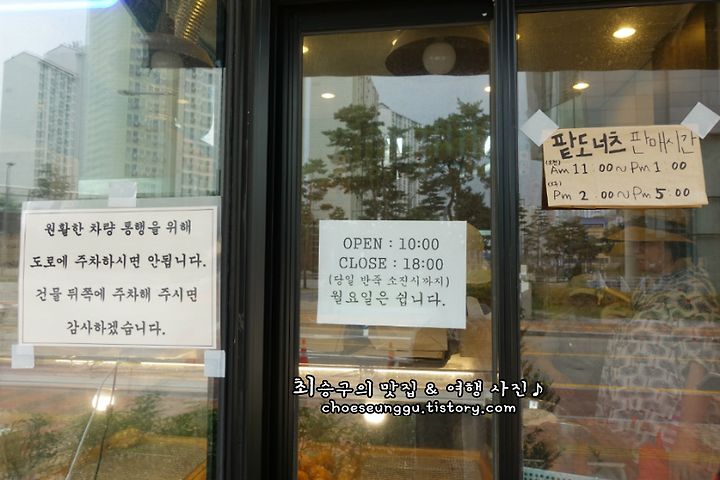 원활한 차량 통행을 위해
도로에 주차하시면 안됩니다.
건물 뒤쪽에 주차해 주시면
감사하겠습니다.
OPEN : 10:00
CLOSE : 18:00
(당일 반죽 소진시까지)
월요일은 쉽니다.
팥도너츠 판매시간
(오전)
Am 11:00~Pm 1:00
(오후)
Pm 2:00~Pm 5:00
최승구의 맛집 & 여행 사진♪
choeseunggu.tistory.com